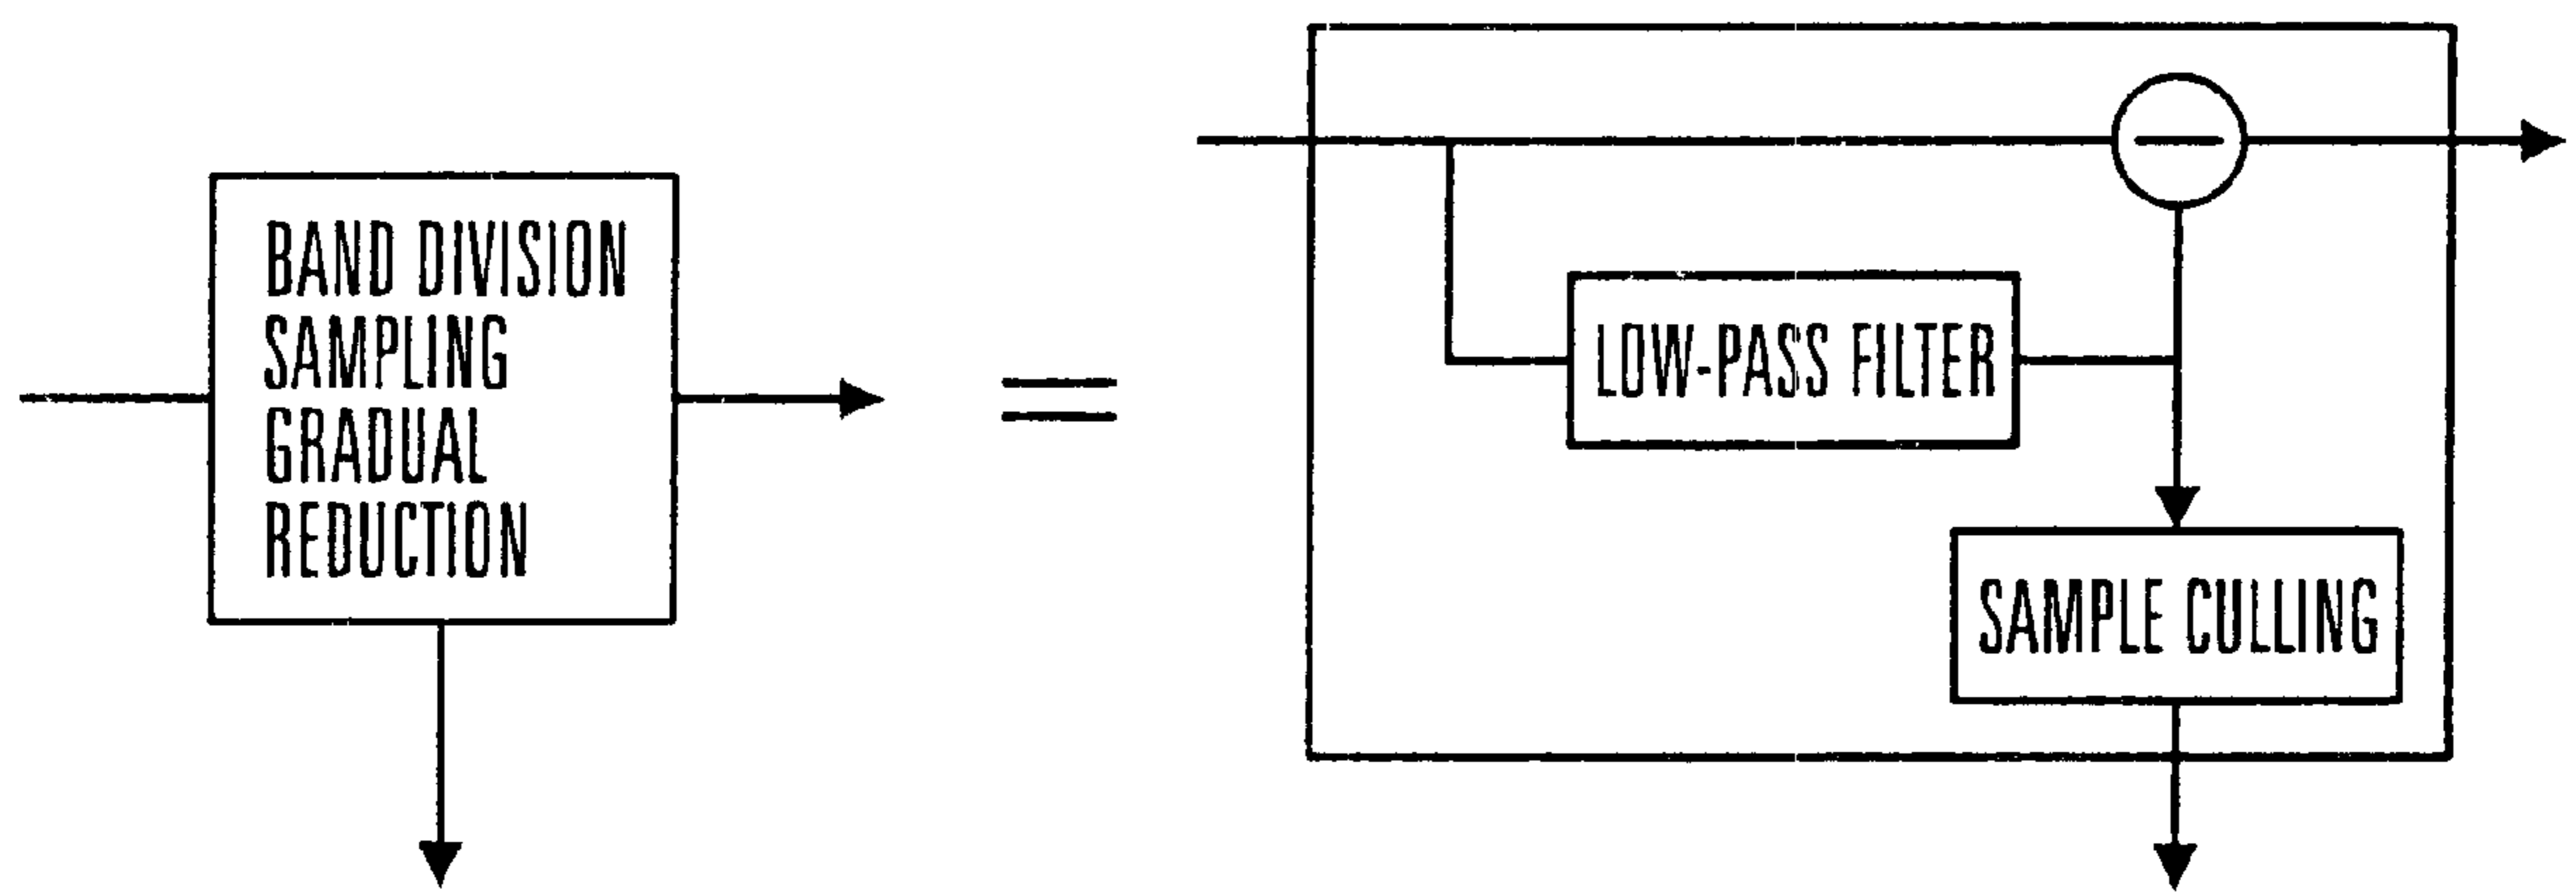 BAND DIVISION
SAMPLING
GRADUAL
REDUCTION
LOW-PASS FILTER
SAMPLE CULLING